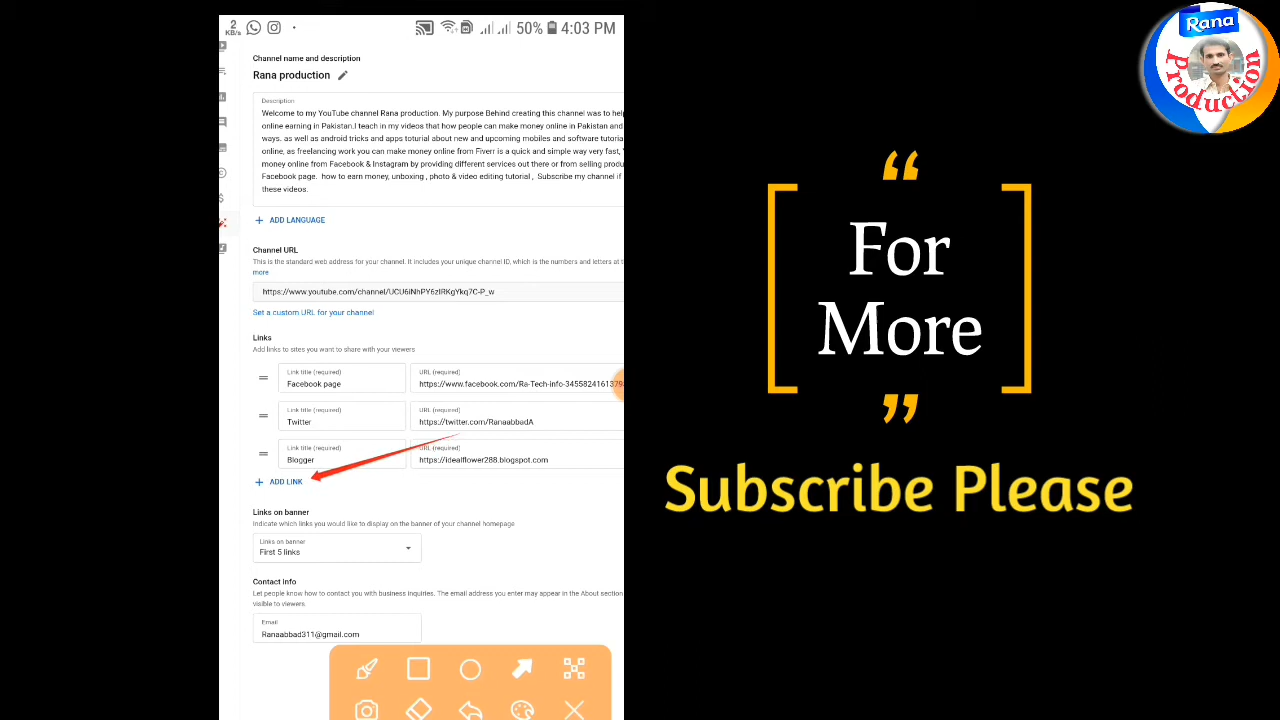 2
KB/s
50% 4:03 PM
Channel name and description
Rana production
Description
Welcome to my YouTube channel Rana production. My purpose Behind creating this channel was to help
online earning in Pakistan.I teach in my videos that how people can make money online in Pakistan and
ways. as well as android tricks and apps toturial about new and upcoming mobiles and software tutoria
online, as freelancing work you can make money online from Fiverr is a quick and simple way very fast,
money online from Facebook & Instagram by providing different services out there or from selling produ
Facebook page. how to earn money, unboxing , photo & video editing tutorial , Subscribe my channel if
these videos.
ADD LANGUAGE
Channel URL
This is the standard web address for your channel. It includes your unique channel ID, which is the numbers and letters at t
more
https://www.youtube.com/channel/UCU6iNhPY6zIRKgYkq7C-P_w
Set a custom URL for your channel
Links
Add links to sites you want to share with your viewers
Link title (required) URL (required)
Facebook page https://www.facebook.com/Ra-Tech-info-34558241613
Link title (required) URL (required)
Twitter https://twitter.com/RanaabbadA
Link title (required) URL (required)
Blogger https://idealflower288.blogspot.com
ADD LINK
Links on banner
Indicate which links you would like to display on the banner of your channel homepage
Links on banner
First 5 links
Contact info
Let people know how to contact you with business inquiries. The email address you enter may appear in the About section
visible to viewers
Email
Ranaabbad311@gmail.com
Rana
Production
“
For
More
”
Subscribe Please